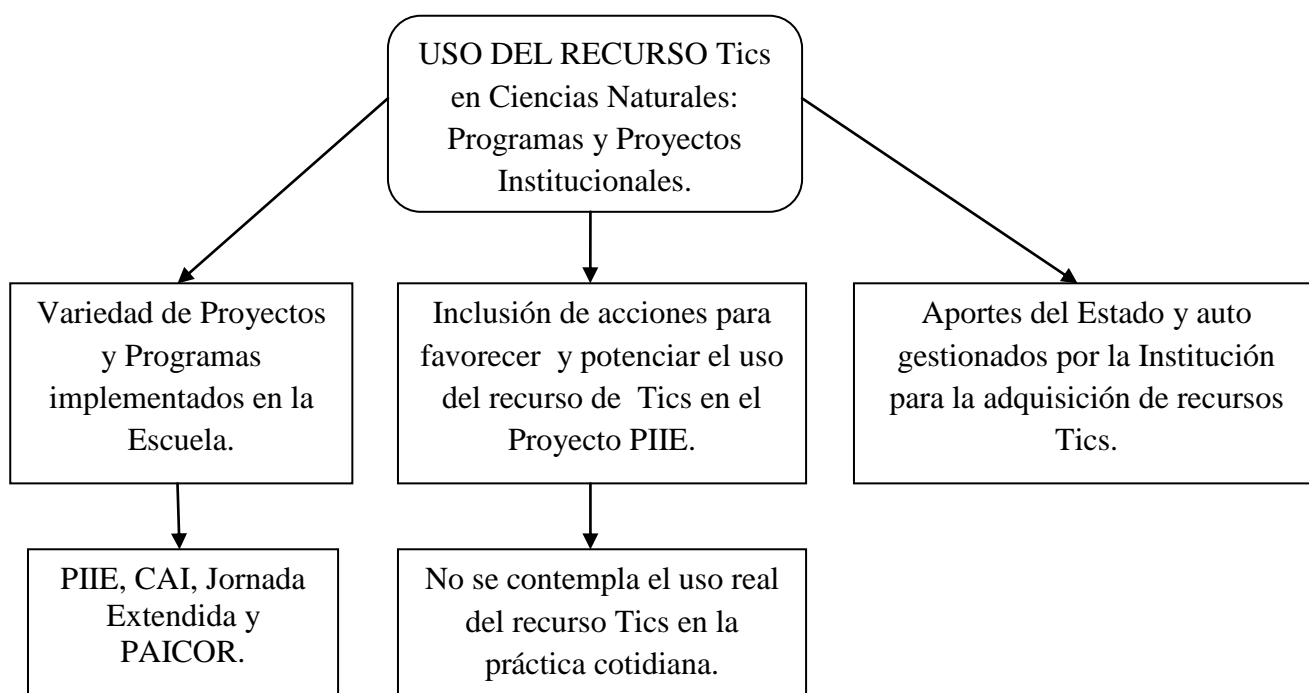 USO DEL RECURSO Tics
en Ciencias Naturales:
Programas y Proyectos
Institucionales.
Variedad de Proyectos
y Programas
implementados en la
Escuela.
Inclusión de acciones para
favorecer y potenciar el uso
del recurso de Tics en el
Proyecto PIIE.
Aportes del Estado y auto
gestionados por la Institución
para la adquisición de recursos
Tics.
PIIE, CAI, Jornada
Extendida y
PAICOR.
No se contempla el uso real
del recurso Tics en la
práctica cotidiana.